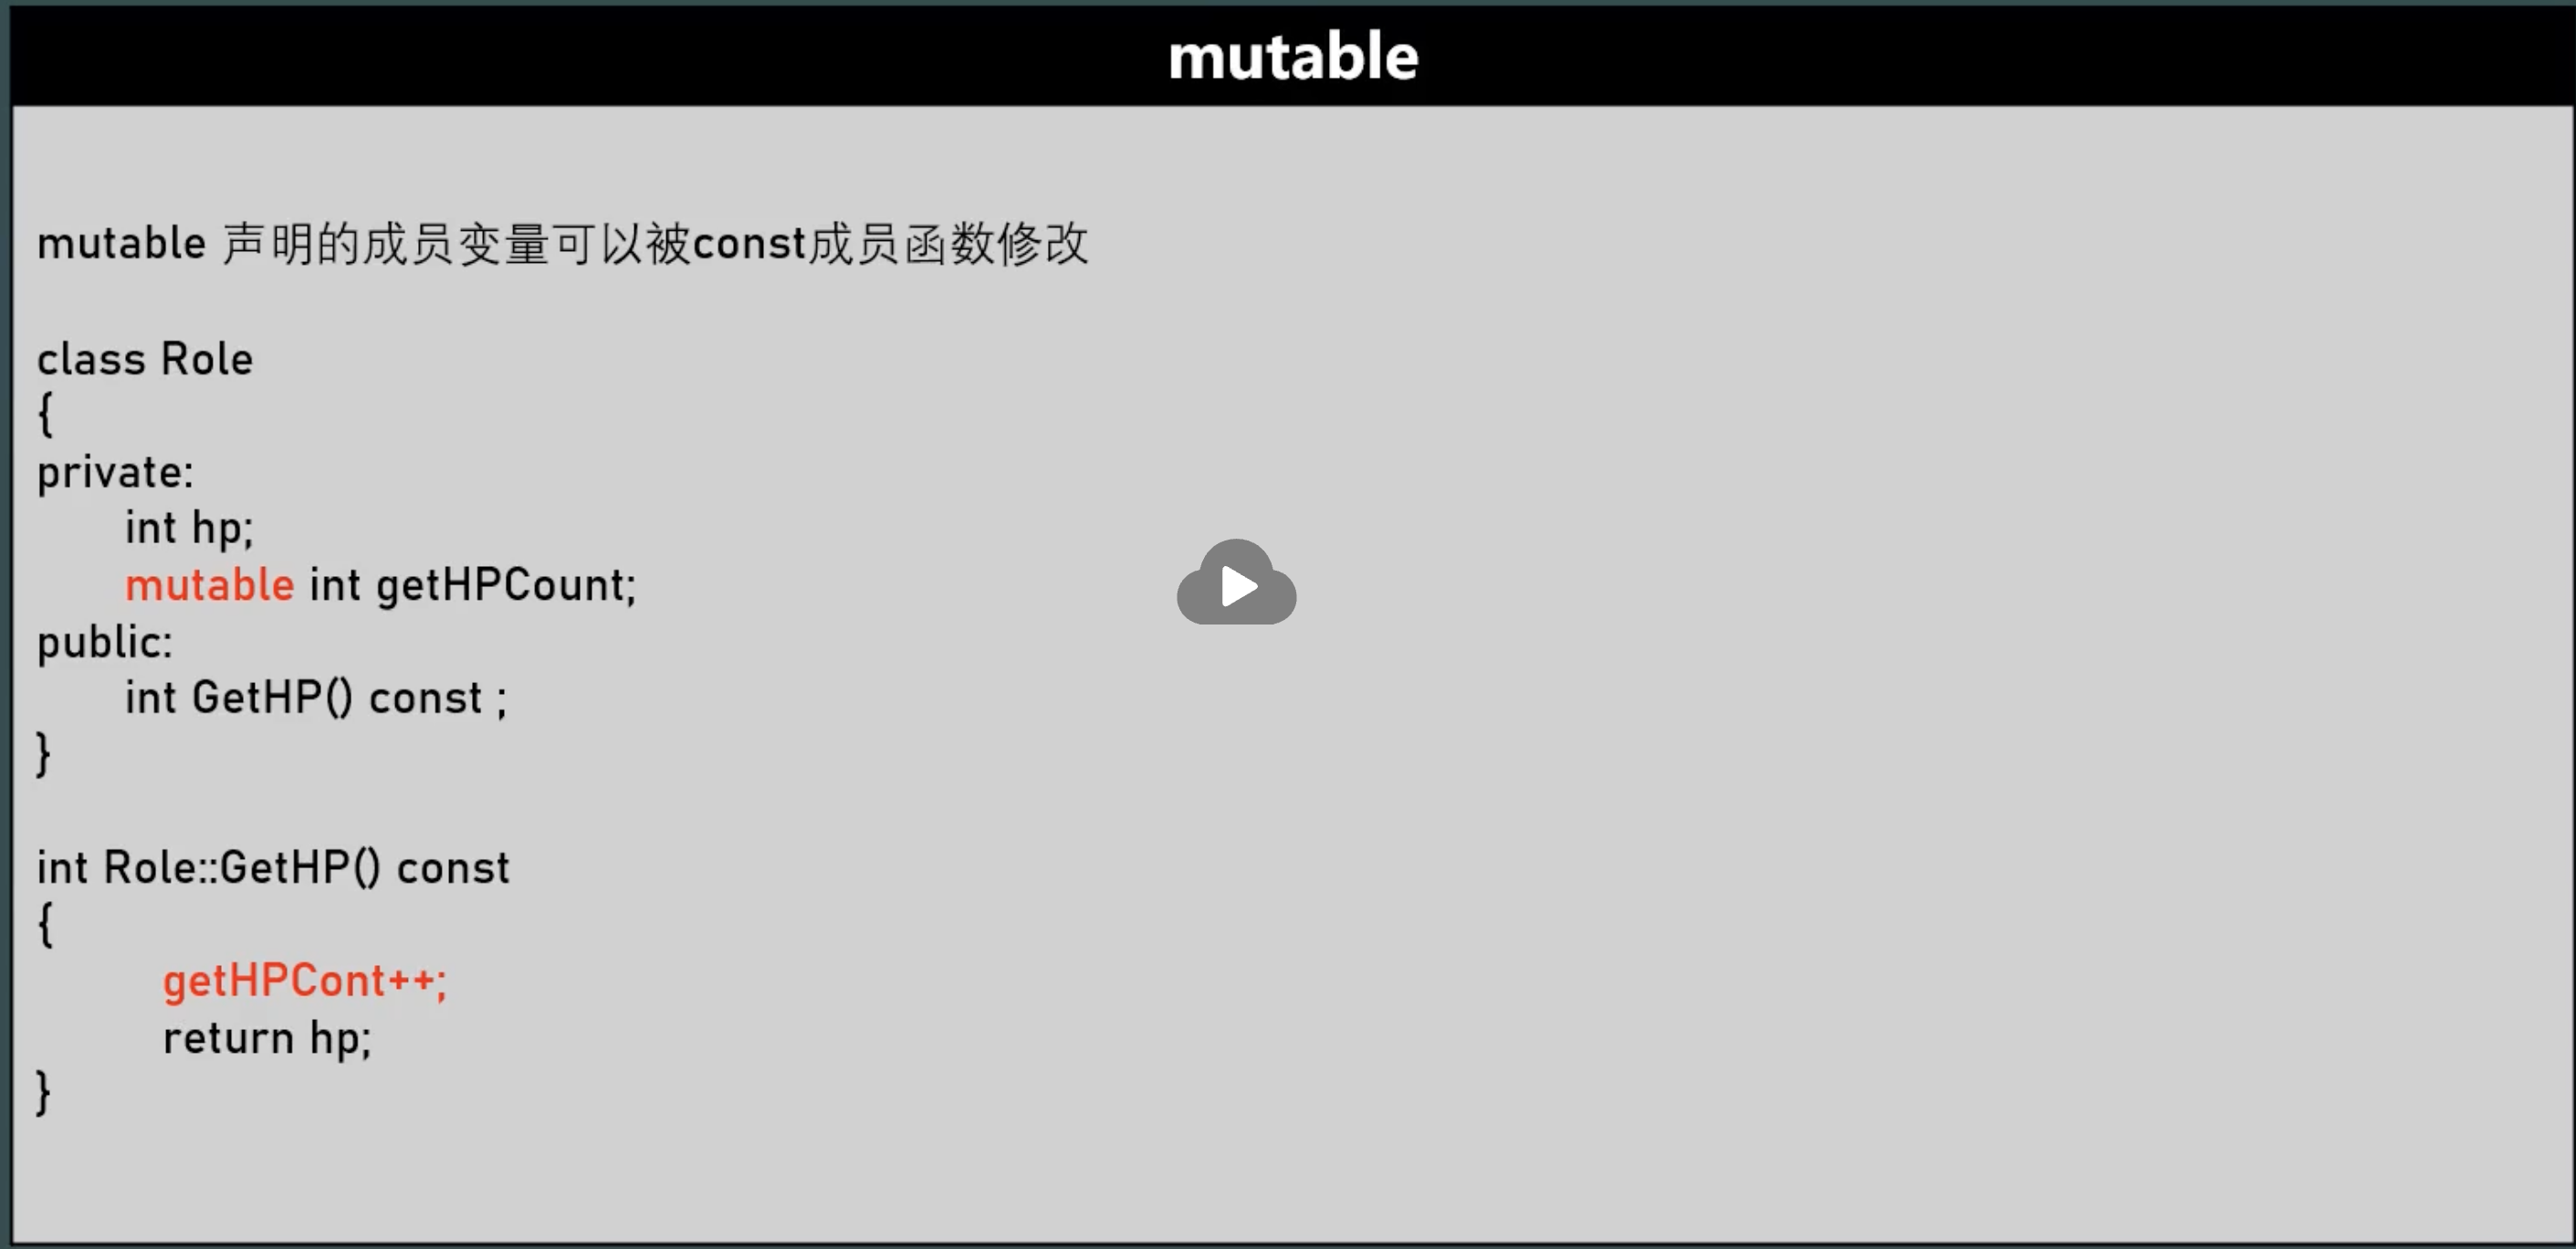 mutable
mutable 声明的成员变量可以被const成员函数修改
class Role
{
private:
int hp;
mutable int getHPCount;
public:
int GetHP() const ;
}
int Role::GetHP() const
{
getHPCont++;
return hp;
}